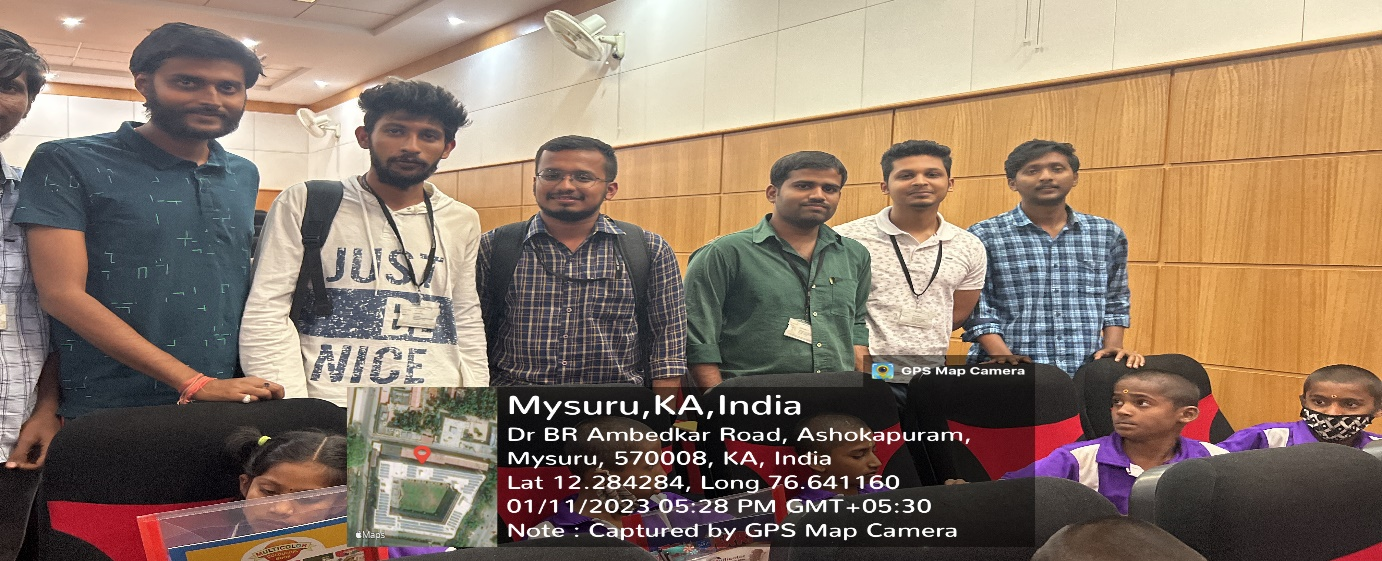 JUST
BE
NICE
GPS Map Camera
Mysuru,KA,India
Dr BR Ambedkar Road, Ashokapuram,
Mysuru, 570008, KA, India
Lat 12.284284, Long 76.641160
01/11/2023 05:28 PM GMT+05:30
Note : Captured by GPS Map Camera
Maps
MULTICOLOR